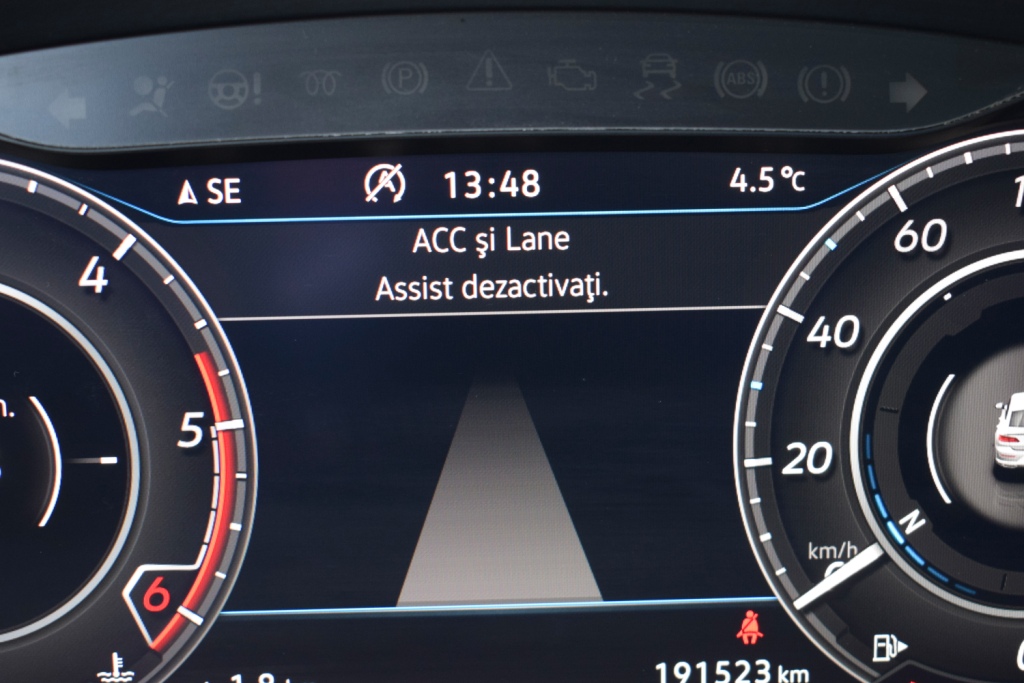 P
ABS
SE
13:48
4.5°C
ACC şi Lane
Assist dezactivaţi.
4
5
6
60
40
20
km/h
N
191523 km